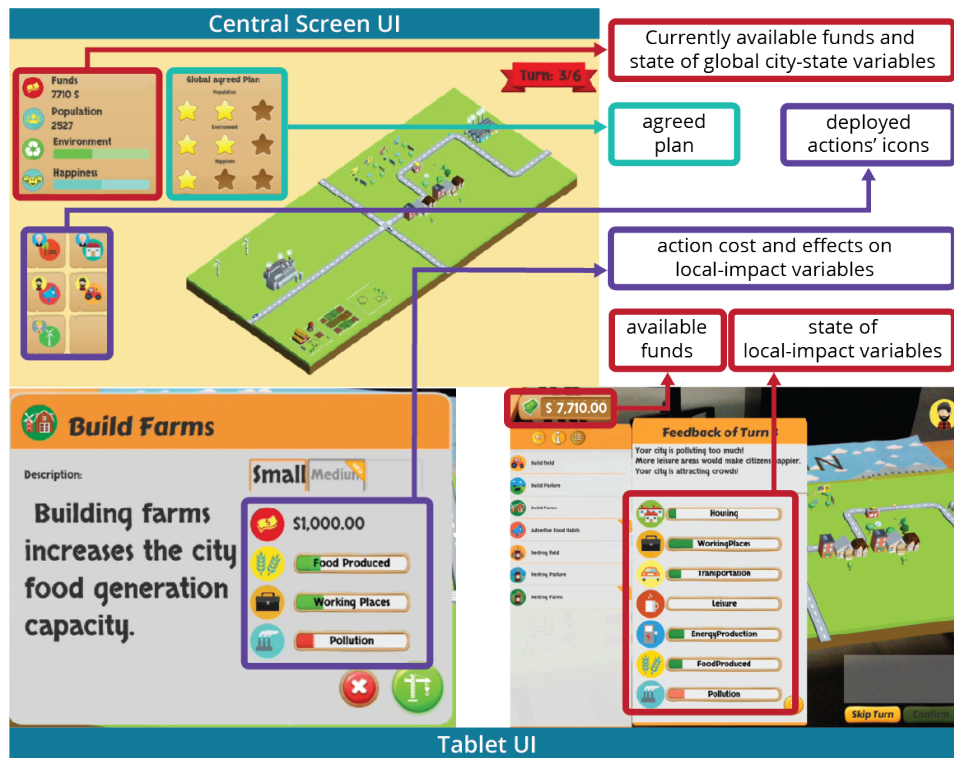 Central Screen UI
Currently available funds and
state of global city-state variables
Funds
7710 $
Population
2527
Environment
Happiness
Global agreed Plan
Population
Environment
Happiness
Turn: 3/6
agreed
plan
deployed
actions’ icons
action cost and effects on
local-impact variables
available
funds
state of
local-impact variables
Build Farms
Description:
Building farms
increases the city
food generation
capacity.
Small
Medium
$1,000.00
Food Produced
Working Places
Pollution
$ 7,710.00
Build field
Build Pasture
Build Farms
Advertise Food Habits
Destroy field
Destroy Pasture
Destroy Farms
Feedback of Turn
Your city is polluting too much!
More leisure areas would make citizens happier.
Your city is attracting crowds!
Housing
WorkingPlaces
Transportation
Leisure
EnergyProduction
FoodProduced
Pollution
AN
Skip Turn
Confirm
Tablet UI